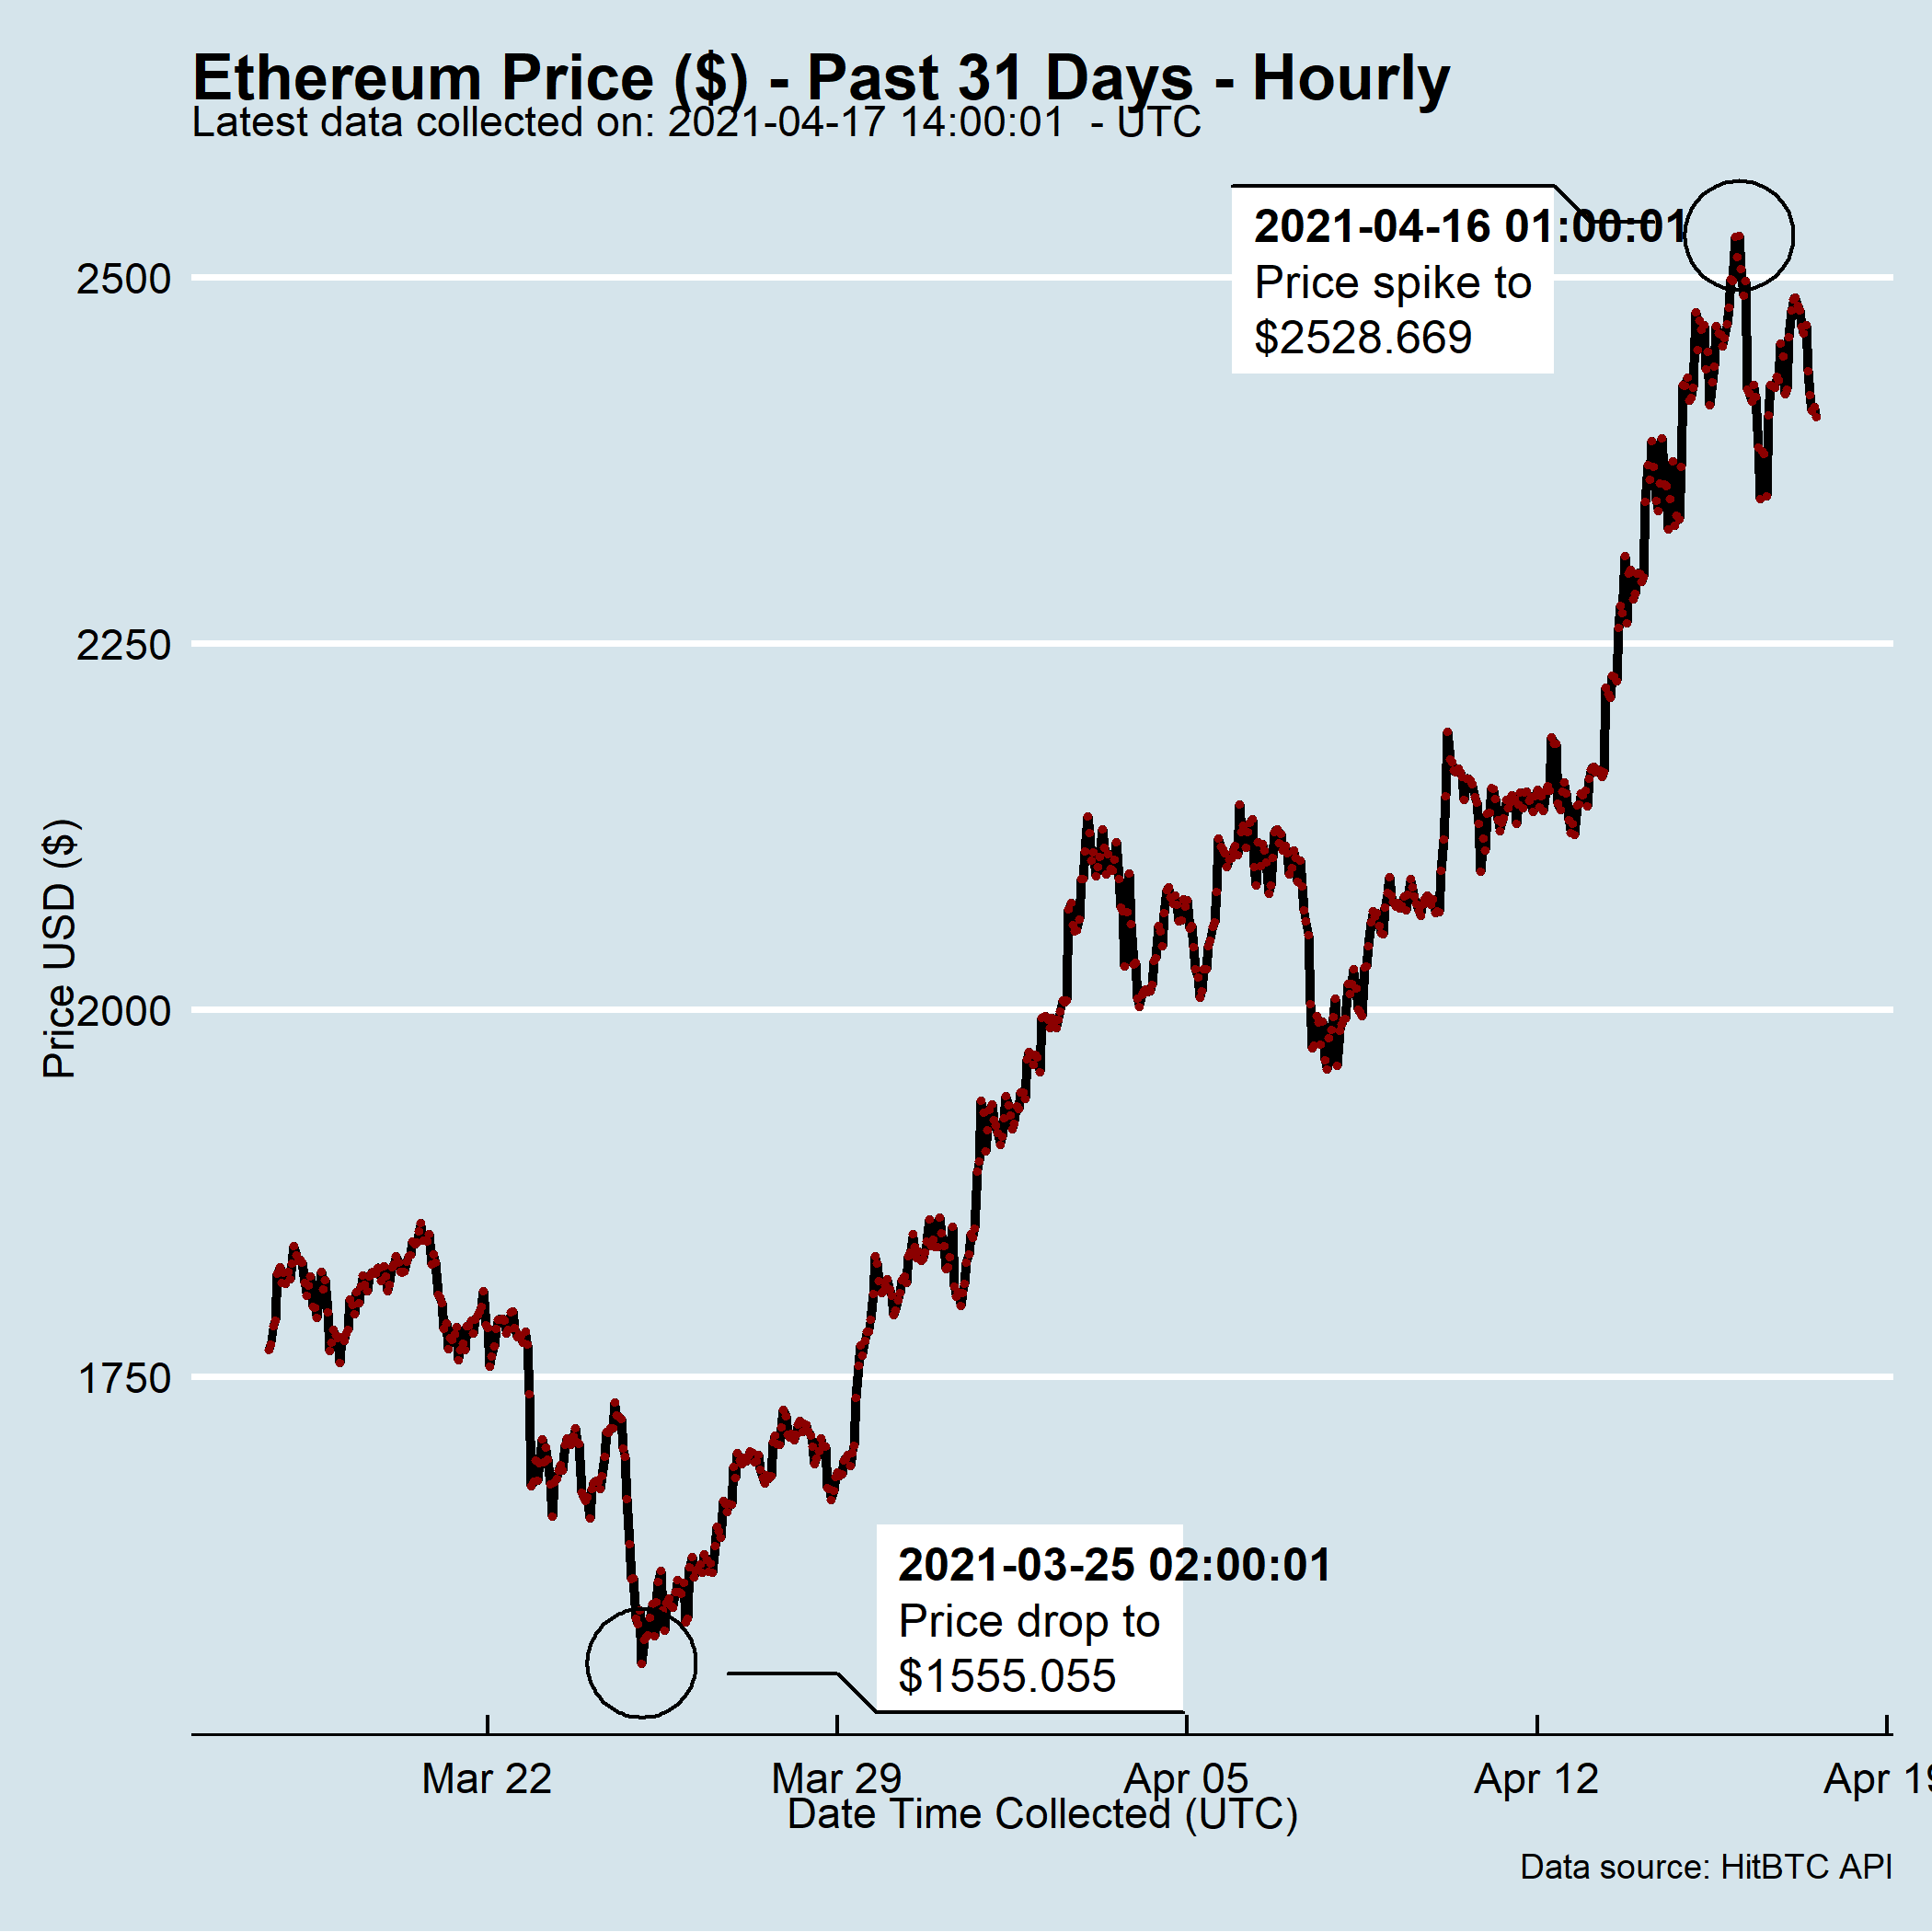 Ethereum Price ($) - Past 31 Days - Hourly
Latest data collected on: 2021-04-17 14:00:01  - UTC
2021-04-16 01:00:01
Price spike to
$2528.669
2500
2250
2000
1750
Price USD ($)
2021-03-25 02:00:01
Price drop to
$1555.055
Mar 22
Mar 29
Apr 05
Apr 12
Apr 19
Date Time Collected (UTC)
Data source: HitBTC API